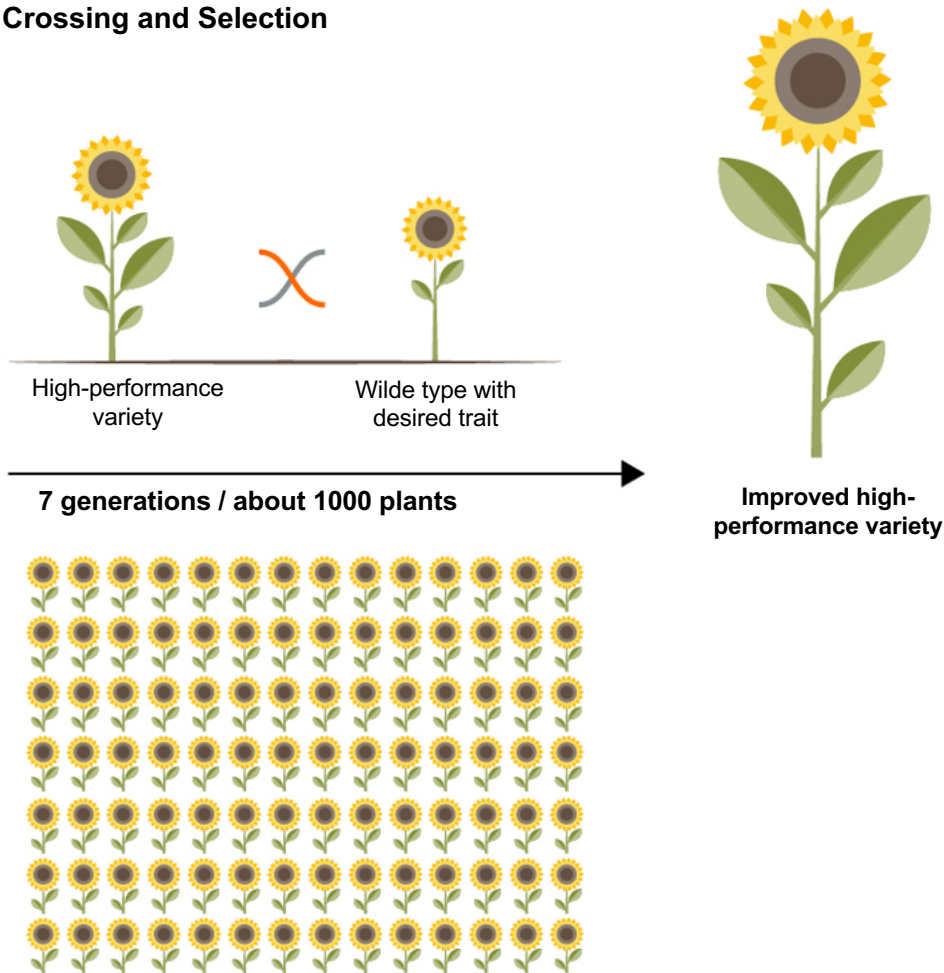 Crossing and Selection
High-performance
variety
Wilde type with
desired trait
7 generations / about 1000 plants
Improved high-
performance variety